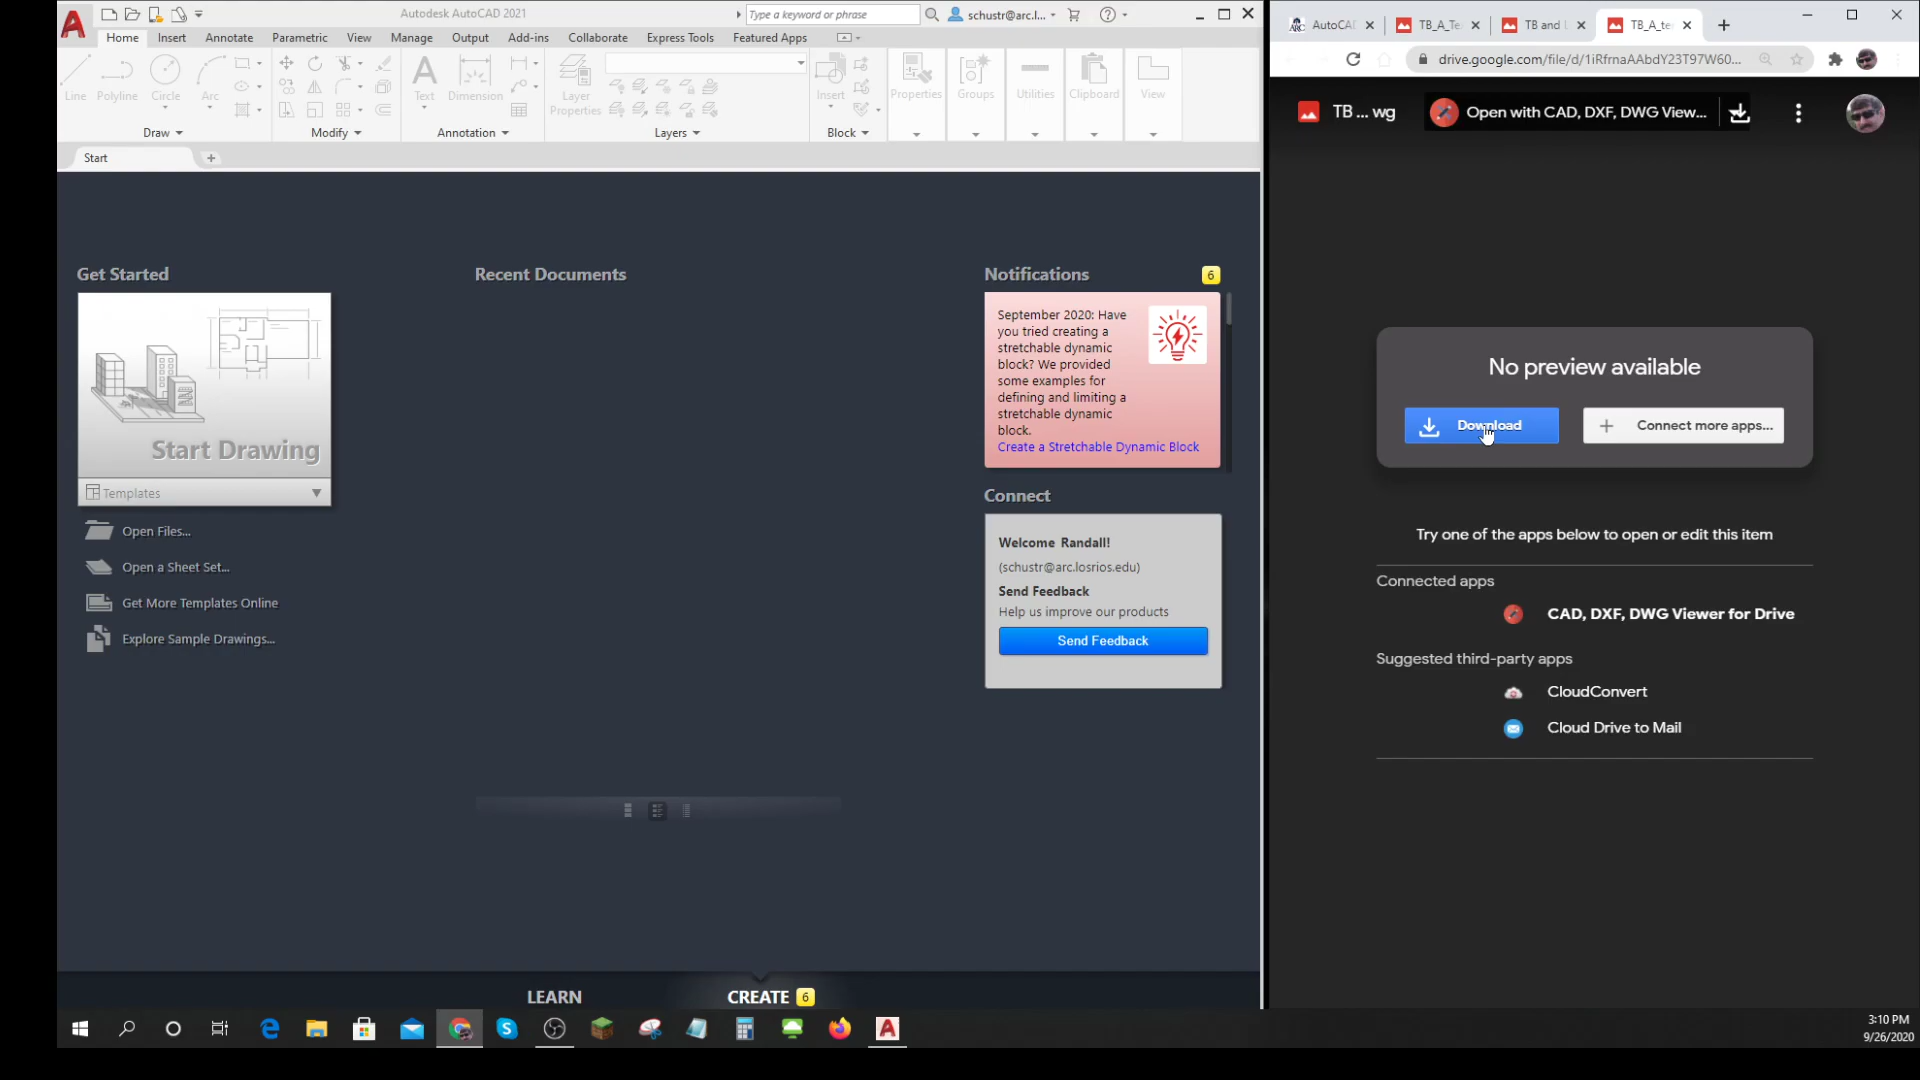 Autodesk AutoCAD 2021
Type a keyword or phrase
schustr@arc.l...
Home Insert Annotate Parametric View Manage Output Add-ins Collaborate Express Tools Featured Apps
Line Polyline Circle Arc
Text Dimension
Layer Properties
Insert
Properties Groups Utilities Clipboard View
Draw Modify Annotation Layers Block
Start
Get Started
Start Drawing
Templates
Open Files...
Open a Sheet Set...
Get More Templates Online
Explore Sample Drawings...
Recent Documents
Notifications 6
September 2020: Have
you tried creating a
stretchable dynamic
block? We provided
some examples for
defining and limiting a
stretchable dynamic
block.
Create a Stretchable Dynamic Block
Connect
Welcome Randall!
(schustr@arc.losrios.edu)
Send Feedback
Help us improve our products
Send Feedback
LEARN
CREATE 6
AutoCA TB_A_Te TB and TB_A_te
drive.google.com/file/d/1iRfrnaAAbdY23T97W60...
TB ... wg
Open with CAD, DXF, DWG View...
No preview available
Download
Connect more apps...
Try one of the apps below to open or edit this item
Connected apps
CAD, DXF, DWG Viewer for Drive
Suggested third-party apps
CloudConvert
Cloud Drive to Mail
3:10 PM
9/26/2020